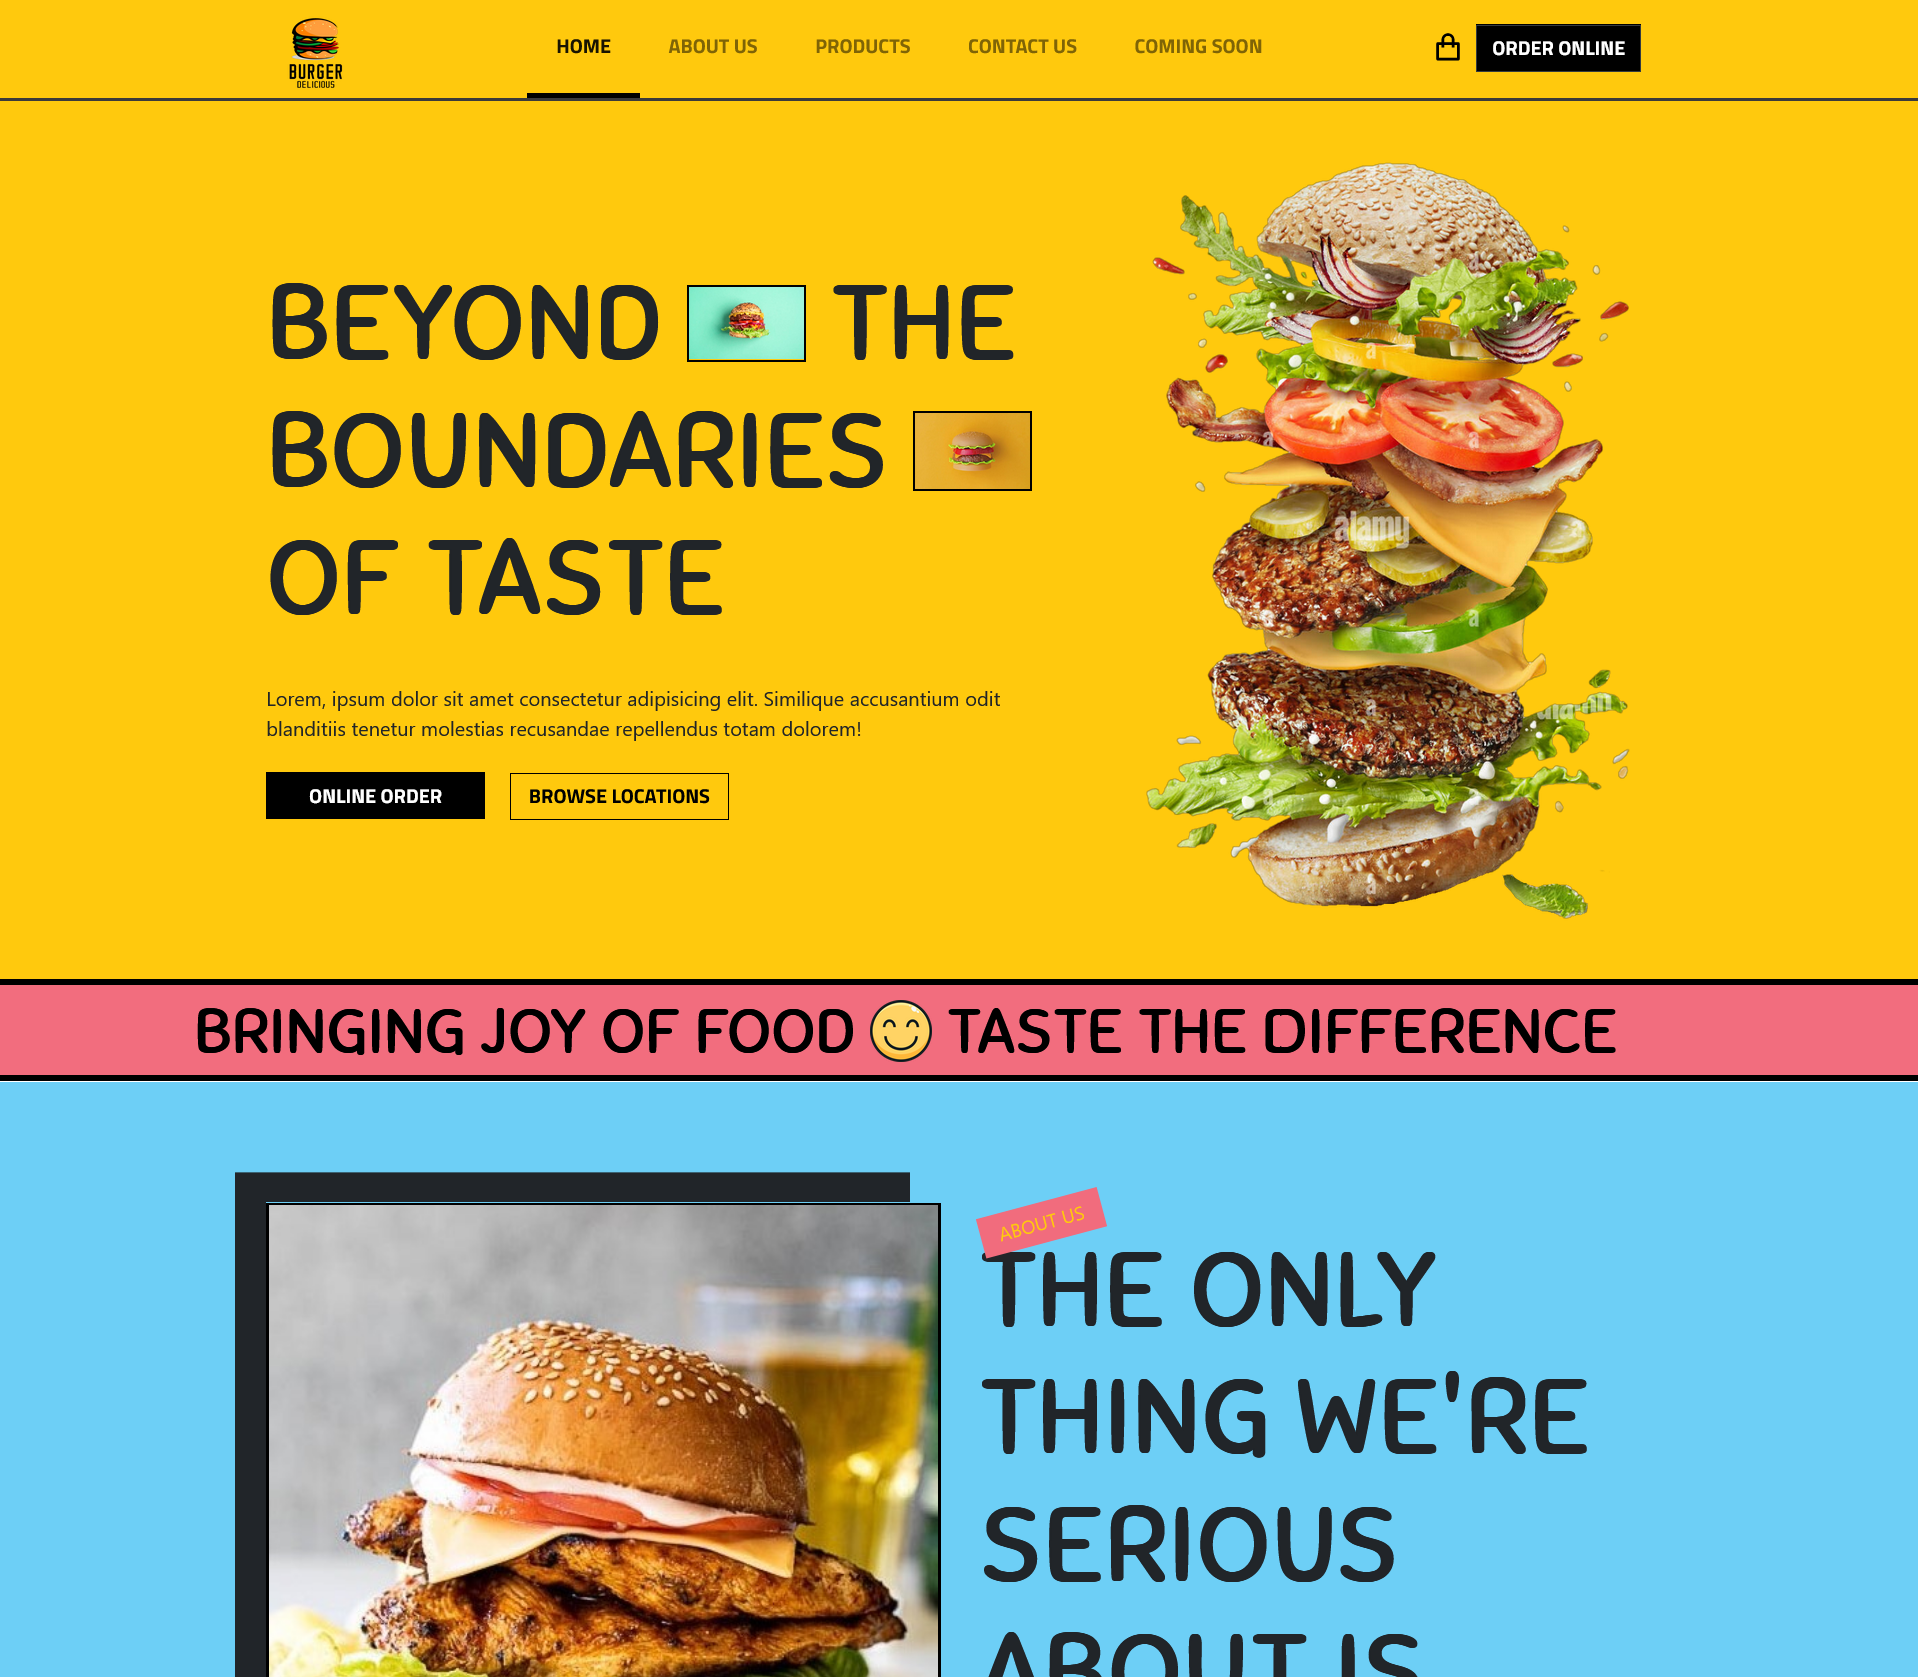 BURGER
DELICIOUS
HOME
ABOUT US
PRODUCTS
CONTACT US
COMING SOON
ORDER ONLINE
BEYOND THE
BOUNDARIES
OF TASTE
Lorem, ipsum dolor sit amet consectetur adipisicing elit. Similique accusantium odit
blanditiis tenetur molestias recusandae repellendus totam dolorem!
ONLINE ORDER
BROWSE LOCATIONS
alamy
a
a
a
a
a
a
a
a
a
BRINGING JOY OF FOOD TASTE THE DIFFERENCE
ABOUT US
THE ONLY
THING WE'RE
SERIOUS
ABOUT IS